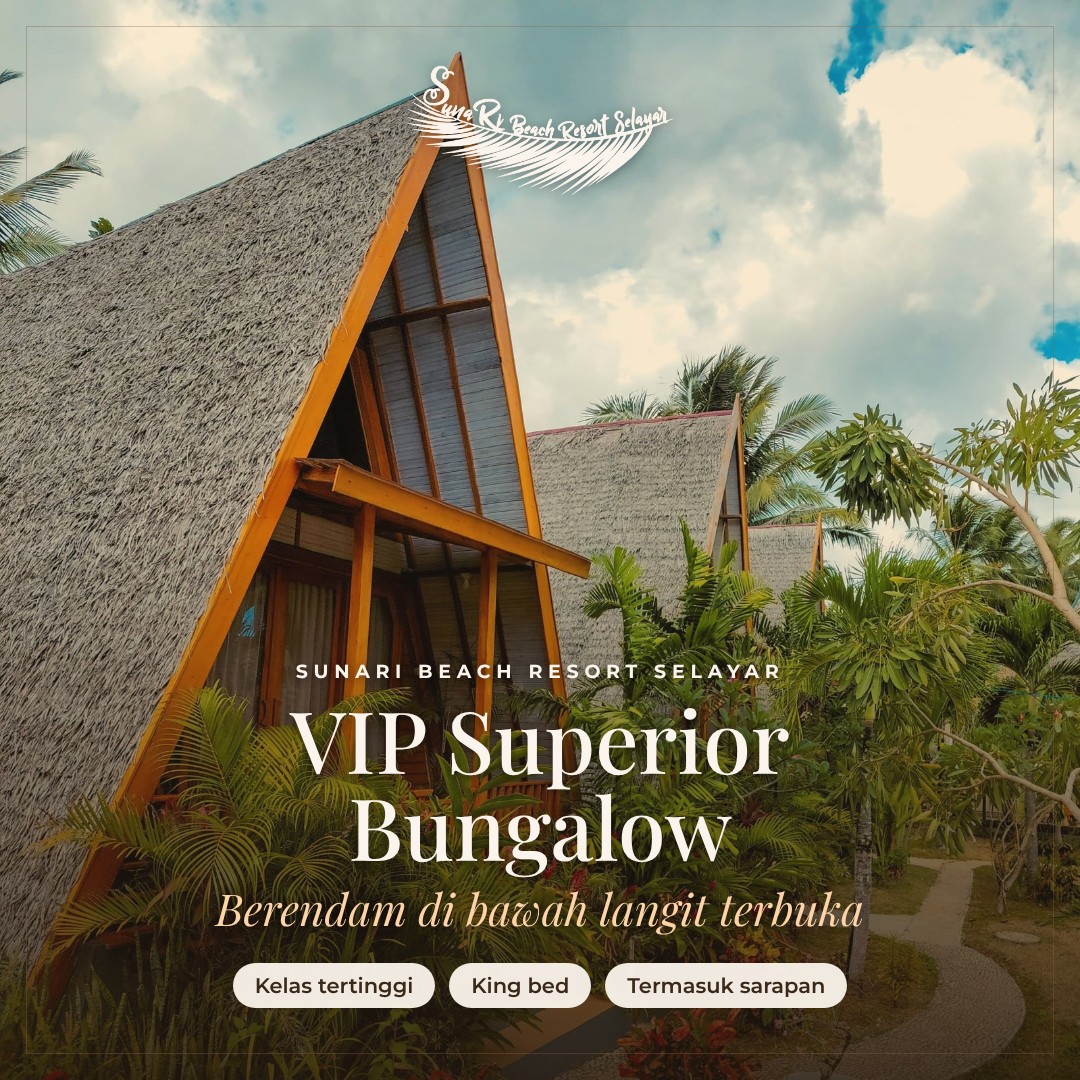 SunaRi Beach Resort Selayar
SUNARI BEACH RESORT SELAYAR
VIP Superior
Bungalow
Berendam di bawah langit terbuka
Kelas tertinggi
King bed
Termasuk sarapan